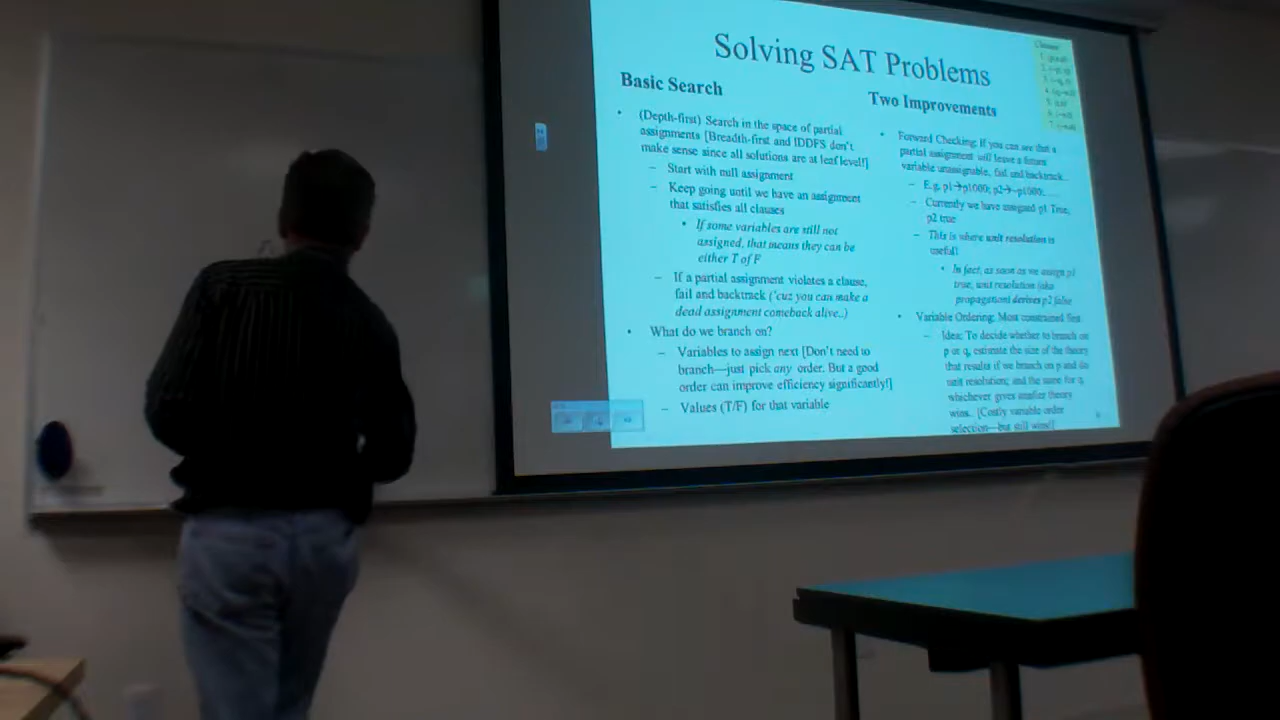 Solving SAT Problems
Basic Search
• (Depth-first) Search in the space of partial
assignments [Breadth-first and IDDFS don't
make sense since all solutions are at leaf level!]
– Start with null assignment
– Keep going until we have an assignment
that satisfies all clauses
• If some variables are still not
assigned, that means they can be
either T of F
– If a partial assignment violates a clause,
fail and backtrack ('cuz you can make a
dead assignment comeback alive..)
• What do we branch on?
– Variables to assign next [Don't need to
branch—just pick any order. But a good
order can improve efficiency significantly!]
– Values (T/F) for that variable
Two Improvements
• Forward Checking: If you can see that a
partial assignment will leave a future
variable unassignable, fail and backtrack..
– E.g. p1→p1000; p2→~p1000;.....
– Currently we have assigned p1 True,
p2 true
– This is where unit resolution is
useful!
• In fact, as soon as we assign p1
true, unit resolution (aka
propagation) derives p2 false
• Variable Ordering: Most constrained first
– Idea: To decide whether to branch on
p or q, estimate the size of the theory
that results if we branch on p and do
unit resolution; and the same for q,
whichever gives smaller theory
wins.. [Costly variable order
selection—but still wins!]
Clauses